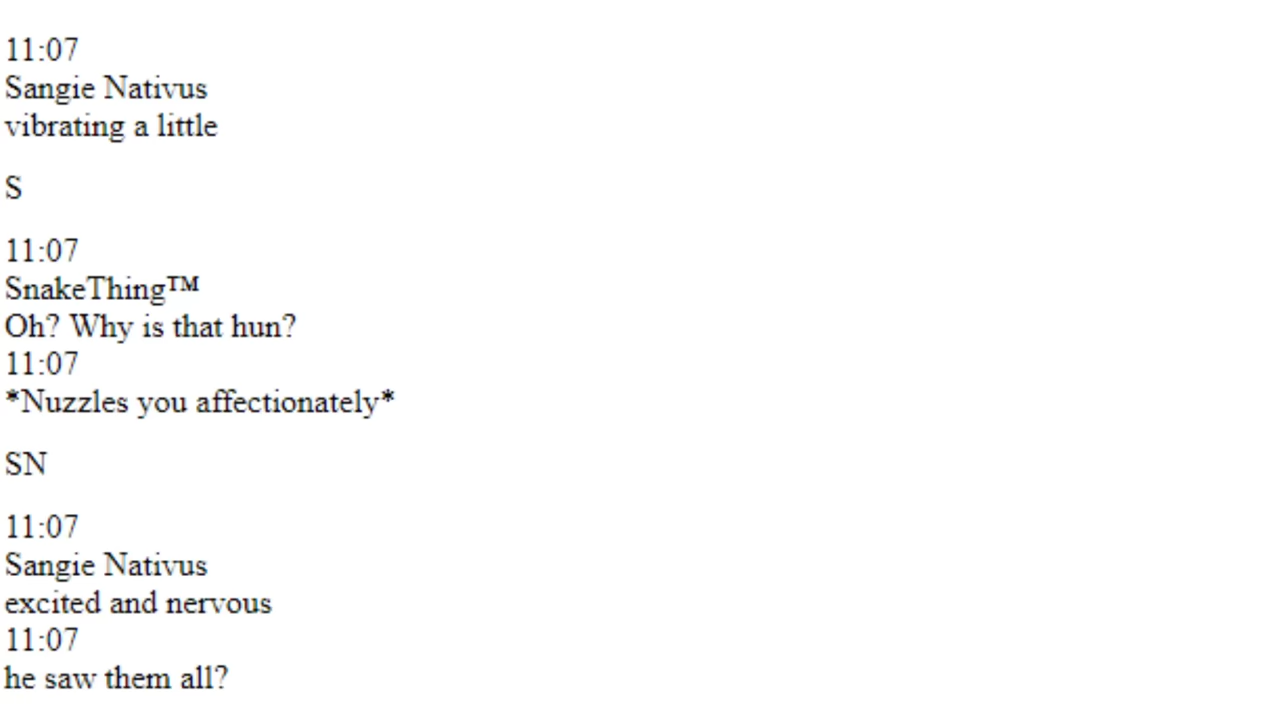 11:07
Sangie Nativus
vibrating a little
S
11:07
SnakeThing™
Oh? Why is that hun?
11:07
*Nuzzles you affectionately*
SN
11:07
Sangie Nativus
excited and nervous
11:07
he saw them all?